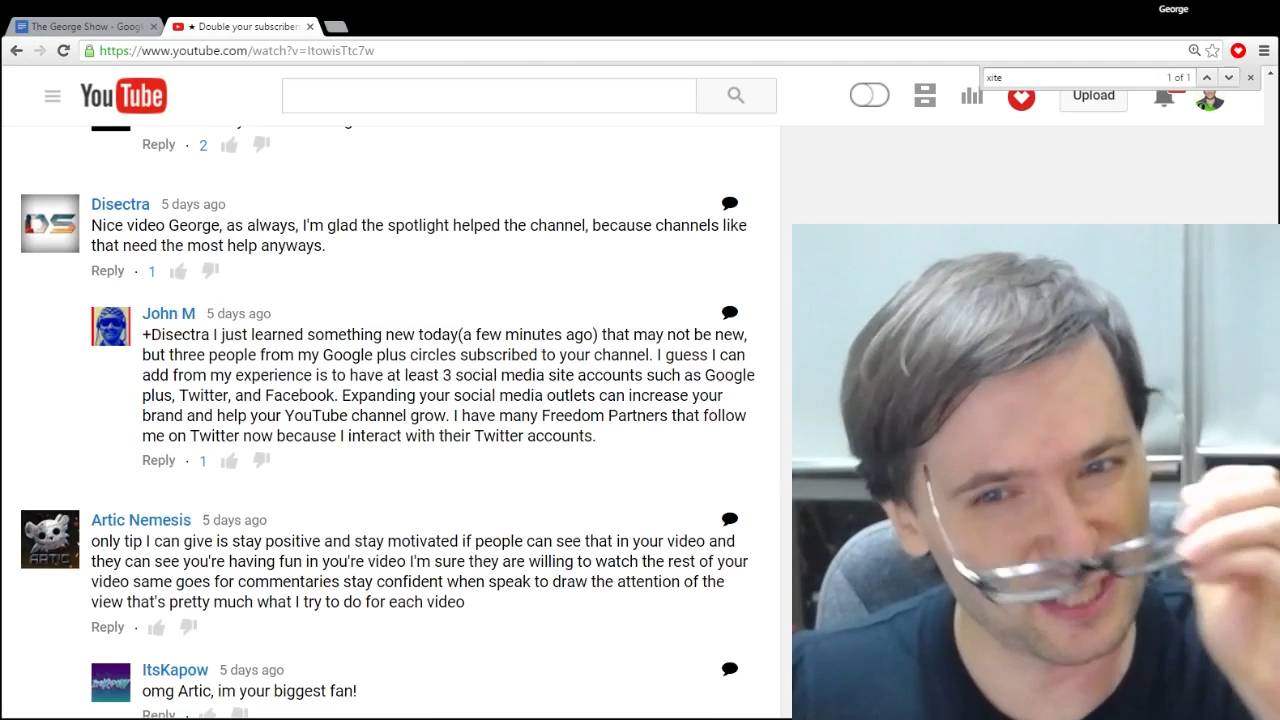 George
The George Show - Googl
★ Double your subscriber
https://www.youtube.com/watch?v=ItowisTtc7w
xite 1 of 1
YouTube
Upload
Reply · 2
Disectra 5 days ago
Nice video George, as always, I'm glad the spotlight helped the channel, because channels like
that need the most help anyways.
Reply · 1
John M 5 days ago
+Disectra I just learned something new today(a few minutes ago) that may not be new,
but three people from my Google plus circles subscribed to your channel. I guess I can
add from my experience is to have at least 3 social media site accounts such as Google
plus, Twitter, and Facebook. Expanding your social media outlets can increase your
brand and help your YouTube channel grow. I have many Freedom Partners that follow
me on Twitter now because I interact with their Twitter accounts.
Reply · 1
DS
Artic Nemesis 5 days ago
only tip I can give is stay positive and stay motivated if people can see that in your video and
they can see you're having fun in you're video I'm sure they are willing to watch the rest of your
video same goes for commentaries stay confident when speak to draw the attention of the
view that's pretty much what I try to do for each video
ARTIC
Reply
ItsKapow 5 days ago
omg Artic, im your biggest fan!
Reply